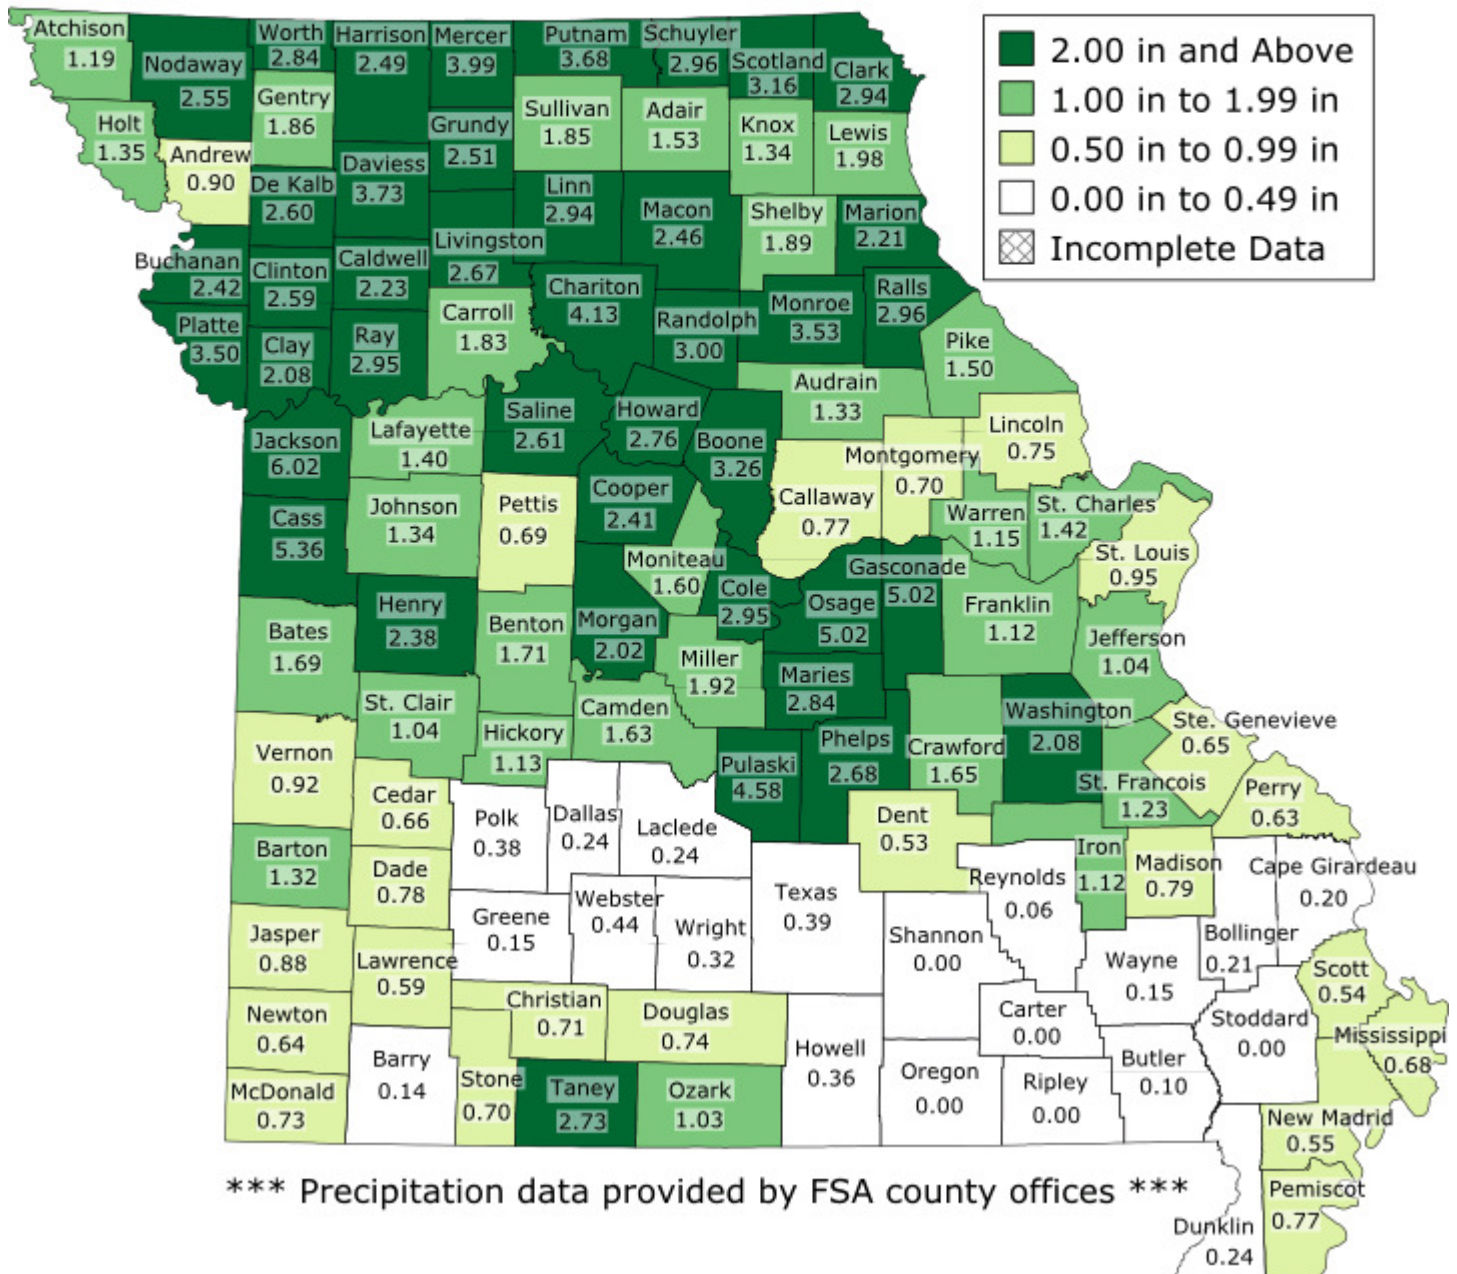 Atchison
1.19
Nodaway
2.55
Worth
2.84
Harrison
2.49
Mercer
3.99
Putnam
3.68
Schuyler
2.96
Scotland
3.16
Clark
2.94
2.00 in and Above
1.00 in to 1.99 in
0.50 in to 0.99 in
0.00 in to 0.49 in
Incomplete Data
Holt
1.35
Andrew
0.90
Gentry
1.86
De Kalb
2.60
Daviess
3.73
Grundy
2.51
Sullivan
1.85
Adair
1.53
Knox
1.34
Lewis
1.98
Linn
2.94
Macon
2.46
Shelby
1.89
Marion
2.21
Buchanan
2.42
Clinton
2.59
Caldwell
2.23
Livingston
2.67
Chariton
4.13
Randolph
3.00
Monroe
3.53
Ralls
2.96
Platte
3.50
Clay
2.08
Ray
2.95
Carroll
1.83
Pike
1.50
Audrain
1.33
Jackson
6.02
Lafayette
1.40
Saline
2.61
Howard
2.76
Boone
3.26
Montgomery
0.70
Lincoln
0.75
Cass
5.36
Johnson
1.34
Pettis
0.69
Cooper
2.41
Callaway
0.77
Warren
1.15
St. Charles
1.42
St. Louis
0.95
Moniteau
1.60
Cole
2.95
Osage
5.02
Gasconade
5.02
Franklin
1.12
Jefferson
1.04
Bates
1.69
Henry
2.38
Benton
1.71
Morgan
2.02
Miller
1.92
Maries
2.84
St. Clair
1.04
Hickory
1.13
Camden
1.63
Pulaski
4.58
Phelps
2.68
Crawford
1.65
Washington
2.08
Ste. Genevieve
0.65
St. Francois
1.23
Perry
0.63
Vernon
0.92
Cedar
0.66
Polk
0.38
Dallas
0.24
Laclede
0.24
Dent
0.53
Iron
1.12
Madison
0.79
Cape Girardeau
0.20
Barton
1.32
Dade
0.78
Greene
0.15
Webster
0.44
Wright
0.32
Texas
0.39
Reynolds
0.06
Shannon
0.00
Wayne
0.15
Bollinger
0.21
Jasper
0.88
Lawrence
0.59
Christian
0.71
Douglas
0.74
Carter
0.00
Stoddard
0.00
Scott
0.54
Mississippi
0.68
Newton
0.64
Barry
0.14
Stone
0.70
Taney
2.73
Ozark
1.03
Howell
0.36
Oregon
0.00
Ripley
0.00
Butler
0.10
McDonald
0.73
New Madrid
0.55
Pemiscot
0.77
Dunklin
0.24
*** Precipitation data provided by FSA county offices ***